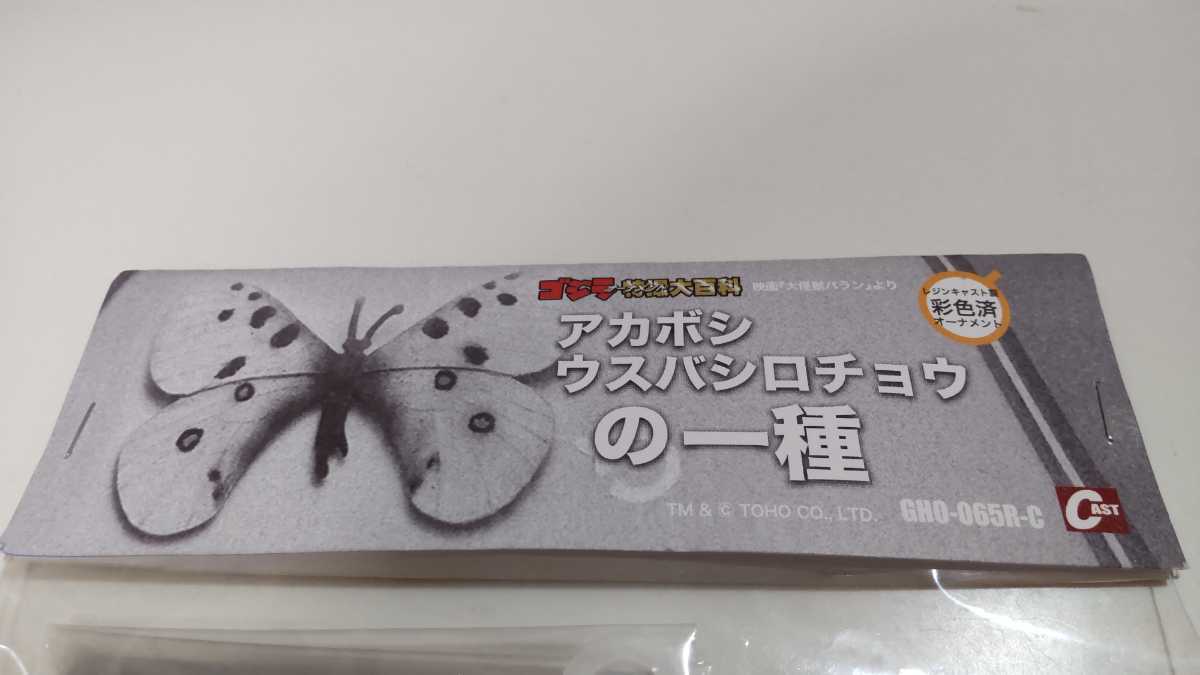 ゴジラ特撮大百科 映画『大怪獣バラン』より
アカボシ
ウスバシロチョウ
の一種
レジンキャスト製
彩色済
オーナメント
TM & © TOHO CO., LTD. GHO-065R-C CAST